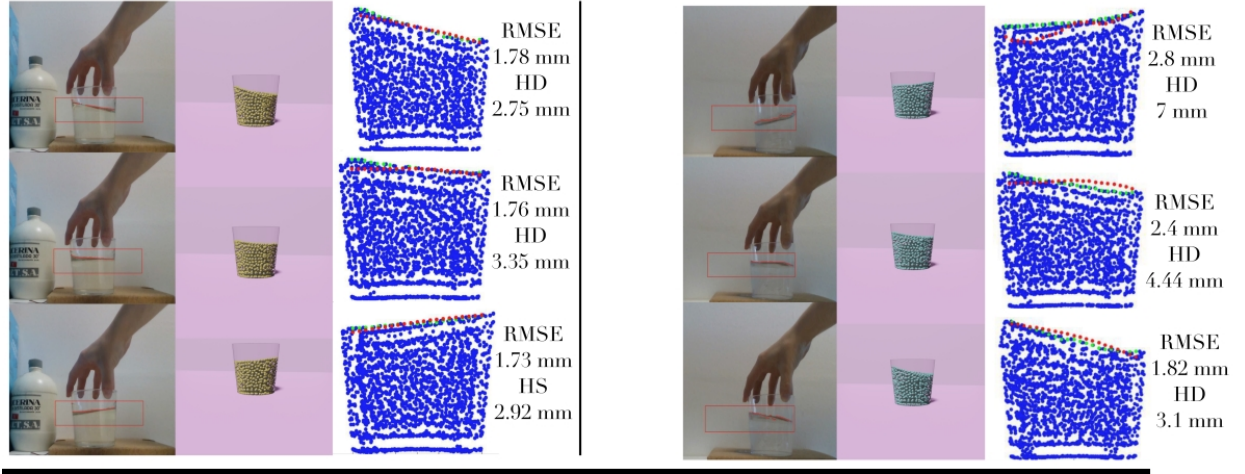 RMSE
1.78 mm
HD
2.75 mm
RMSE
1.76 mm
HD
3.35 mm
RMSE
1.73 mm
HS
2.92 mm
RMSE
2.8 mm
HD
7 mm
RMSE
2.4 mm
HD
4.44 mm
RMSE
1.82 mm
HD
3.1 mm